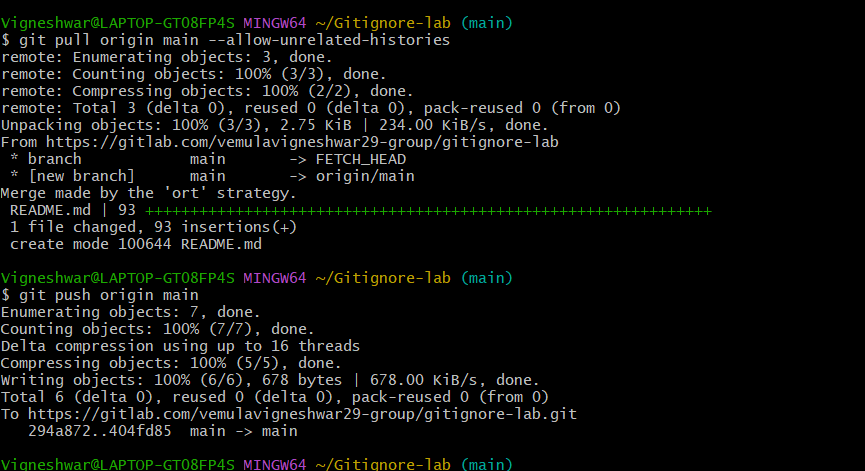 Vigneshwar@LAPTOP-GT08FP4S MINGW64 ~/Gitignore-lab (main)
$ git pull origin main --allow-unrelated-histories
remote: Enumerating objects: 3, done.
remote: Counting objects: 100% (3/3), done.
remote: Compressing objects: 100% (2/2), done.
remote: Total 3 (delta 0), reused 0 (delta 0), pack-reused 0 (from 0)
Unpacking objects: 100% (3/3), 2.75 KiB | 234.00 KiB/s, done.
From https://gitlab.com/vemulavigneshwar29-group/gitignore-lab
 * branch            main       -> FETCH_HEAD
 * [new branch]      main       -> origin/main
Merge made by the 'ort' strategy.
 README.md | 93 +++++++++++++++++++++++++++++++++++++++++++++++++++++++++++++++
 1 file changed, 93 insertions(+)
 create mode 100644 README.md
Vigneshwar@LAPTOP-GT08FP4S MINGW64 ~/Gitignore-lab (main)
$ git push origin main
Enumerating objects: 7, done.
Counting objects: 100% (7/7), done.
Delta compression using up to 16 threads
Compressing objects: 100% (5/5), done.
Writing objects: 100% (6/6), 678 bytes | 678.00 KiB/s, done.
Total 6 (delta 0), reused 0 (delta 0), pack-reused 0 (from 0)
To https://gitlab.com/vemulavigneshwar29-group/gitignore-lab.git
   294a872..404fd85  main -> main
Vigneshwar@LAPTOP-GT08FP4S MINGW64 ~/Gitignore-lab (main)